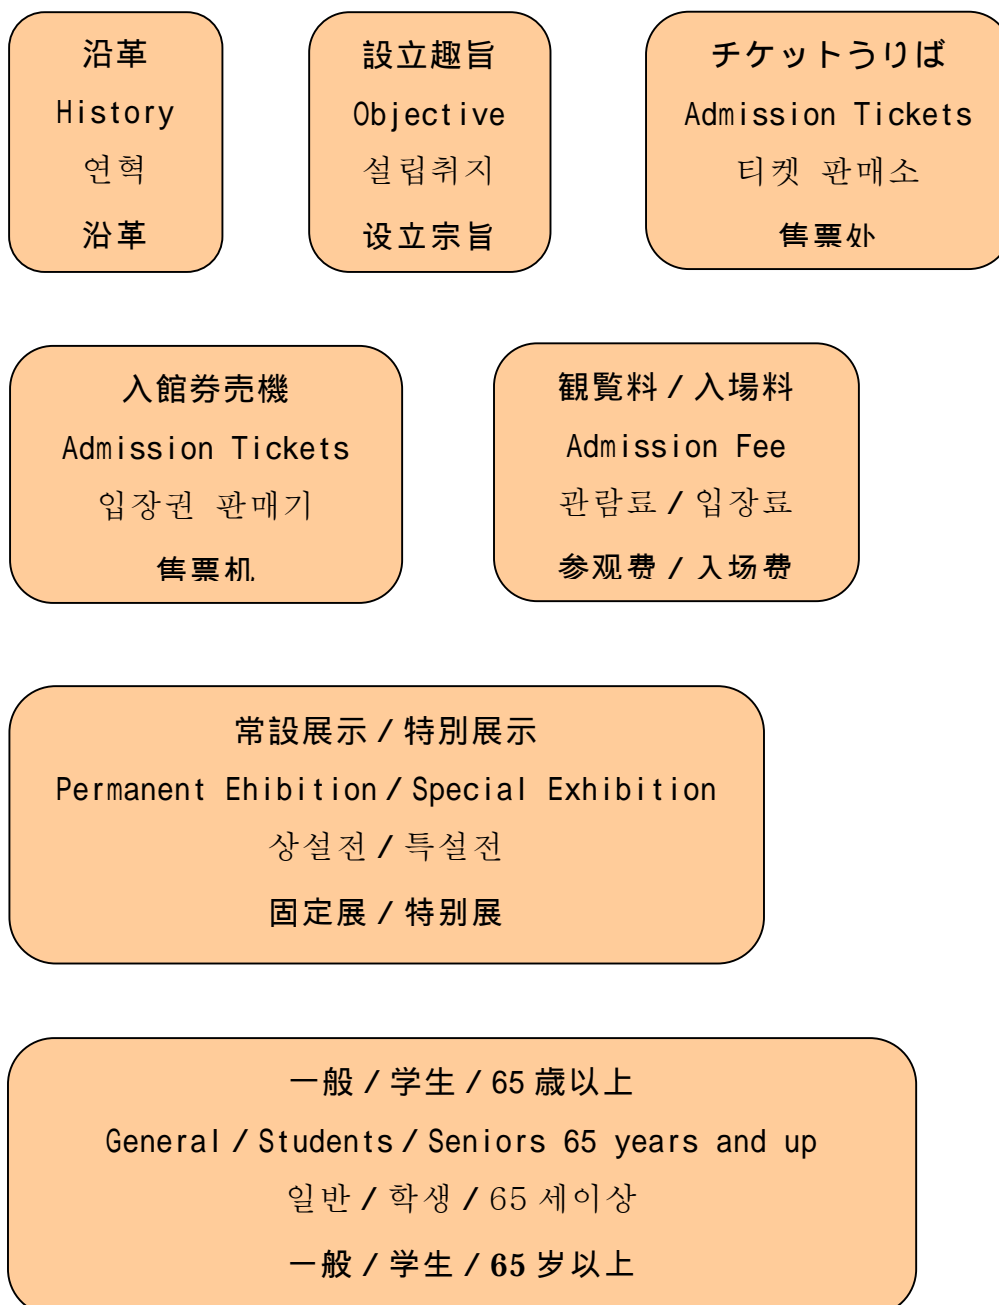 沿革
History
연혁
沿革
設立趣旨
Objective
설립취지
设立宗旨
チケットうりば
Admission Tickets
티켓 판매소
售票处
入館券売機
Admission Tickets
입장권 판매기
售票机
観覧料/入場料
Admission Fee
관람료/입장료
参观费/入场费
常設展示/特別展示
Permanent Ehibition/Special Exhibition
상설전/특설전
固定展/特别展
一般/学生/65歳以上
General/Students/Seniors 65 years and up
일반/학생/65세이상
一般/学生/65岁以上